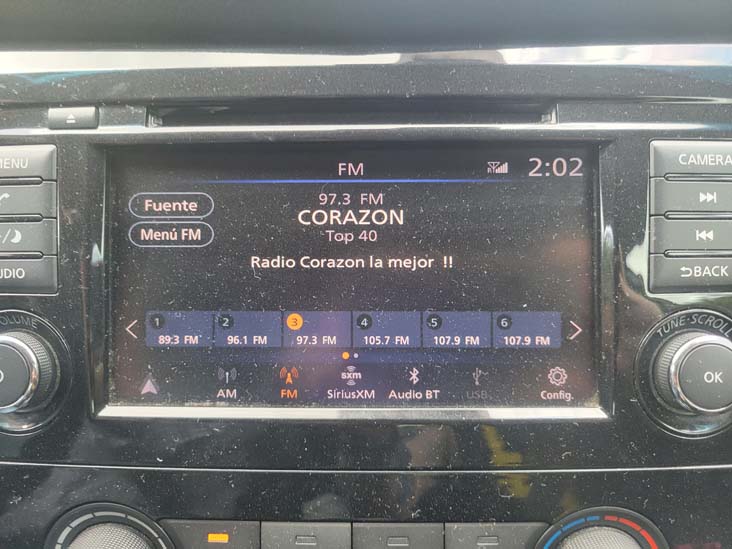 FM
2:02
MENU
CAMERA
Fuente
97.3 FM
CORAZON
Menú FM
Top 40
Radio Corazon la mejor !!
BACK
VOLUME
TUNE·SCROLL
1 2 3 4 5 6
89.3 FM 96.1 FM 97.3 FM 105.7 FM 107.9 FM 107.9 FM
sxm
OK
AM FM SiriusXM Audio BT USB Config.